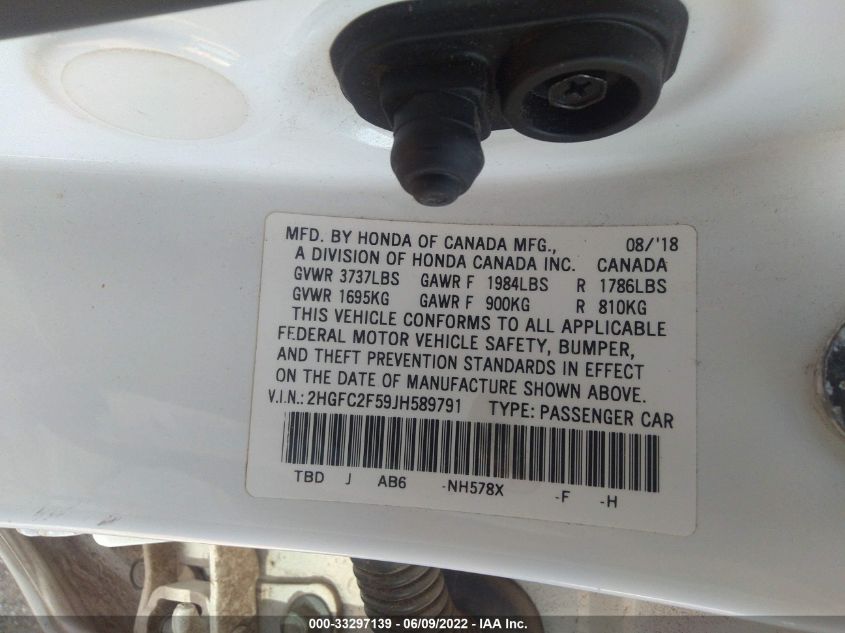 MFD. BY HONDA OF CANADA MFG., 08/'18
A DIVISION OF HONDA CANADA INC. CANADA
GVWR 3737LBS GAWR F 1984LBS R 1786LBS
GVWR 1695KG GAWR F 900KG R 810KG
THIS VEHICLE CONFORMS TO ALL APPLICABLE
FEDERAL MOTOR VEHICLE SAFETY, BUMPER,
AND THEFT PREVENTION STANDARDS IN EFFECT
ON THE DATE OF MANUFACTURE SHOWN ABOVE.
V.I.N.: 2HGFC2F59JH589791 TYPE: PASSENGER CAR
TBD J AB6 -NH578X -F -H
000-33297139 - 06/09/2022 - IAA Inc.